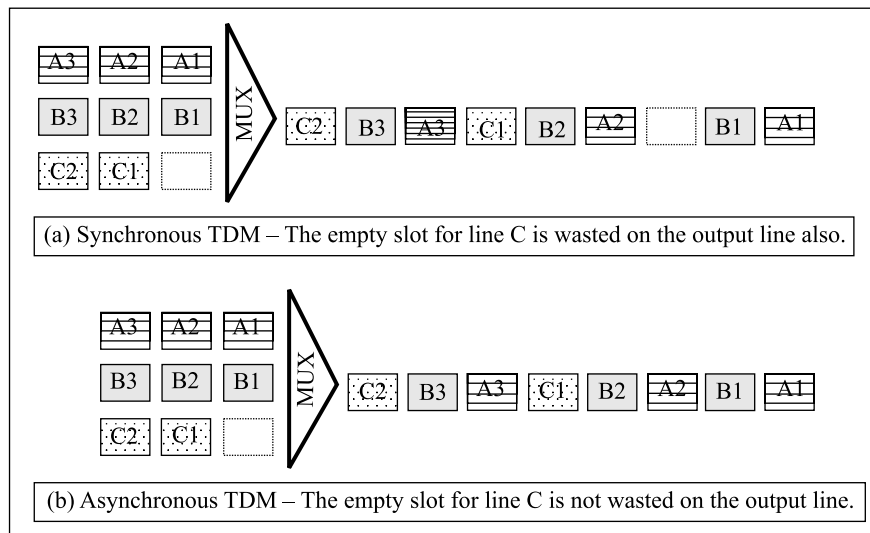 A3 A2 A1
B3 B2 B1
C2 C1
MUX
C2 B3 A3 C1 B2 A2 B1 A1
(a) Synchronous TDM – The empty slot for line C is wasted on the output line also.
A3 A2 A1
B3 B2 B1
C2 C1
MUX
C2 B3 A3 C1 B2 A2 B1 A1
(b) Asynchronous TDM – The empty slot for line C is not wasted on the output line.